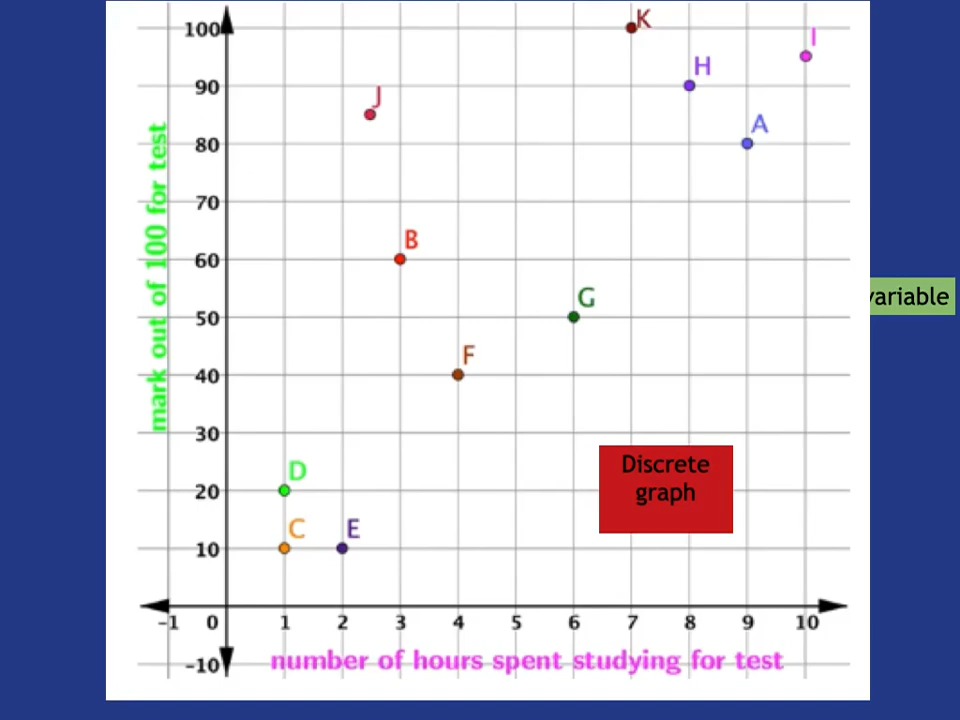 100
K
I
H
90
J
A
80
70
B
60
G
50
F
40
30
Discrete
graph
D
20
C
E
10
-1 0 1 2 3 4 5 6 7 8 9 10
-10
number of hours spent studying for test
mark out of 100 for test
variable